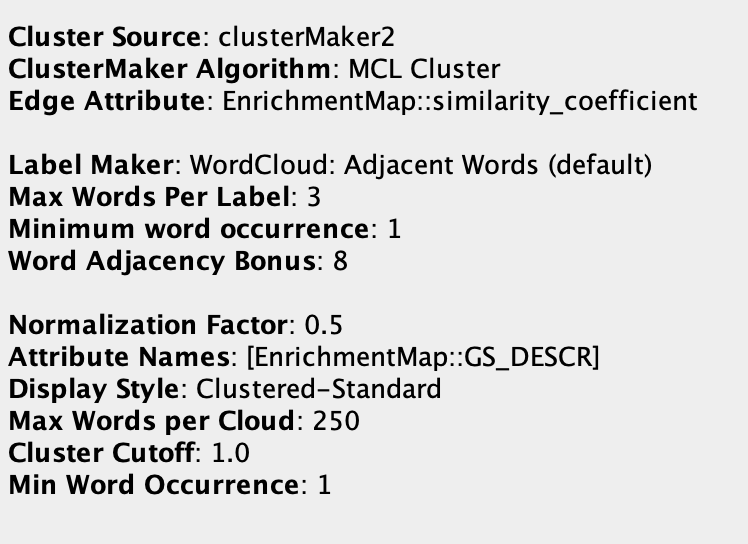 Cluster Source: clusterMaker2
ClusterMaker Algorithm: MCL Cluster
Edge Attribute: EnrichmentMap::similarity_coefficient
Label Maker: WordCloud: Adjacent Words (default)
Max Words Per Label: 3
Minimum word occurrence: 1
Word Adjacency Bonus: 8
Normalization Factor: 0.5
Attribute Names: [EnrichmentMap::GS_DESCR]
Display Style: Clustered-Standard
Max Words per Cloud: 250
Cluster Cutoff: 1.0
Min Word Occurrence: 1